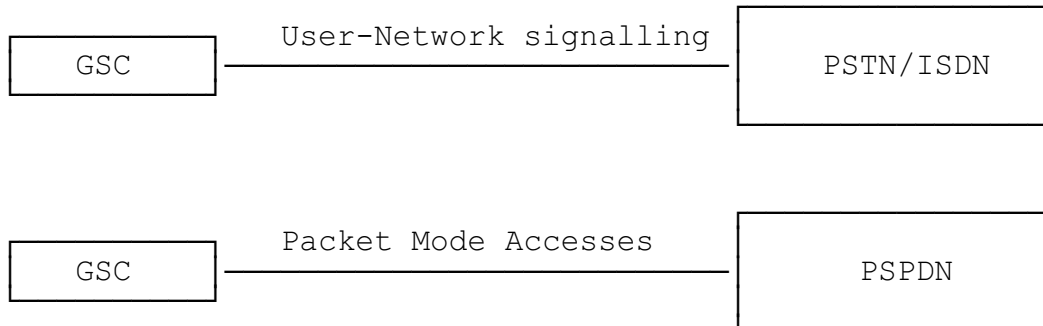 User-Network signalling
GSC
PSTN/ISDN
Packet Mode Accesses
GSC
PSPDN